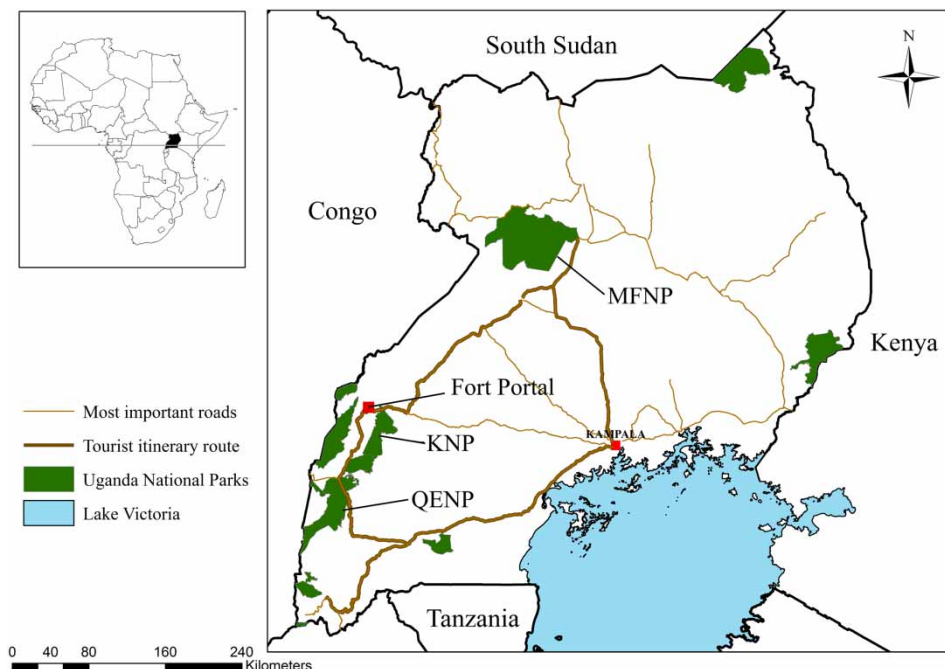 South Sudan
N
Congo
MFNP
Kenya
Fort Portal
Most important roads
KAMPALA
Tourist itinerary route
KNP
Uganda National Parks
QENP
Lake Victoria
Tanzania
0 40 80 160 240
Kilometers